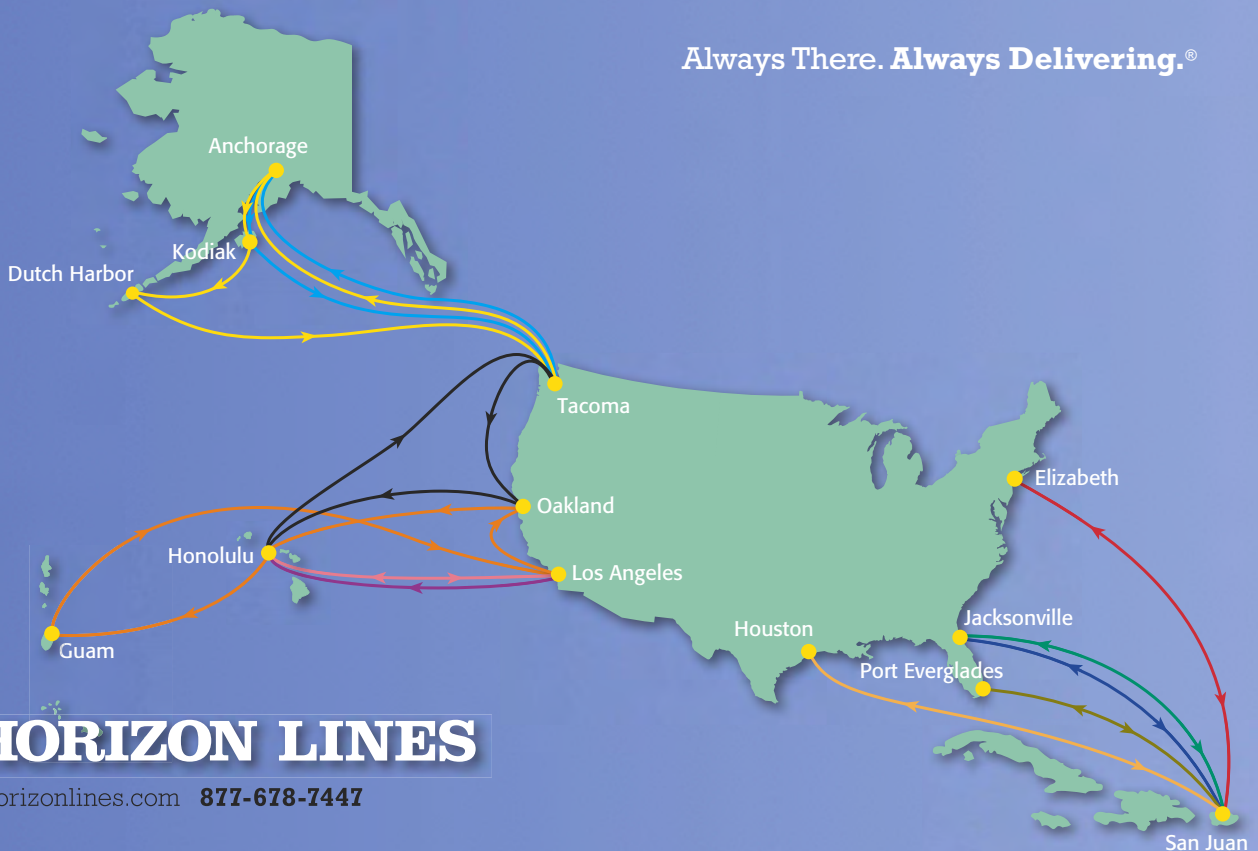 Always There. Always Delivering.®
Anchorage
Kodiak
Dutch Harbor
Tacoma
Elizabeth
Oakland
Honolulu
Los Angeles
Jacksonville
Houston
Guam
Port Everglades
HORIZON LINES
orizonlines.com 877-678-7447
San Juan